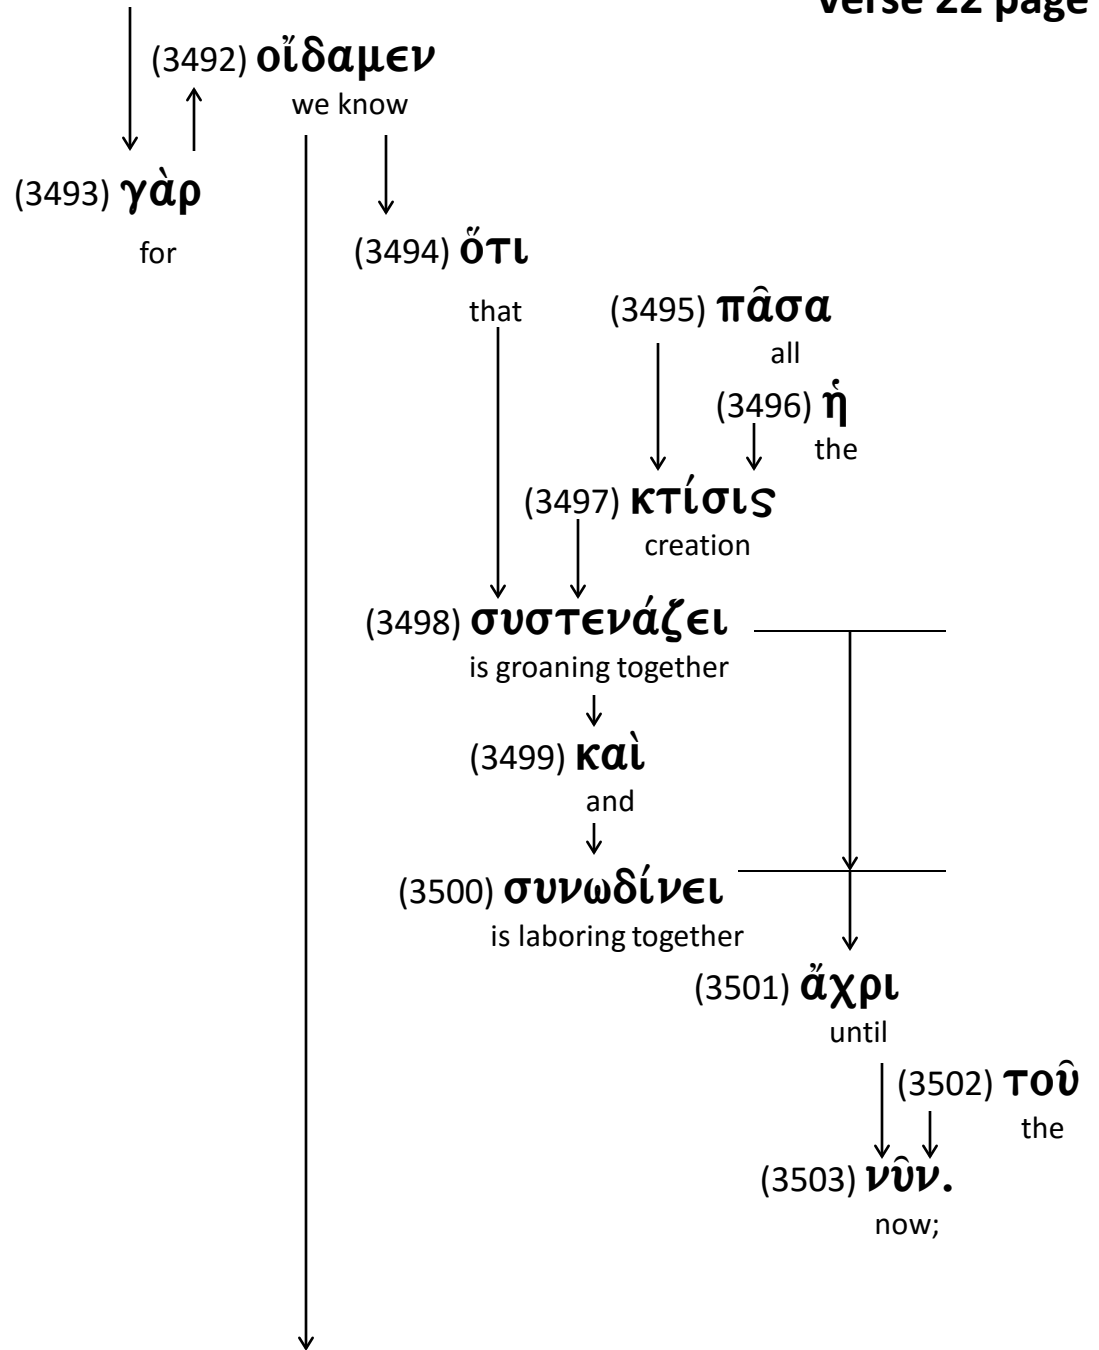 verse 22 page
(3492) οἴδαμεν
we know
(3493) γὰρ
for
(3494) ὅτι
that
(3495) πᾶσα
all
(3496) ἡ
the
(3497) κτίσις
creation
(3498) συστενάζει
is groaning together
(3499) καὶ
and
(3500) συνωδίνει
is laboring together
(3501) ἄχρι
until
(3502) τοῦ
the
(3503) νῦν.
now;